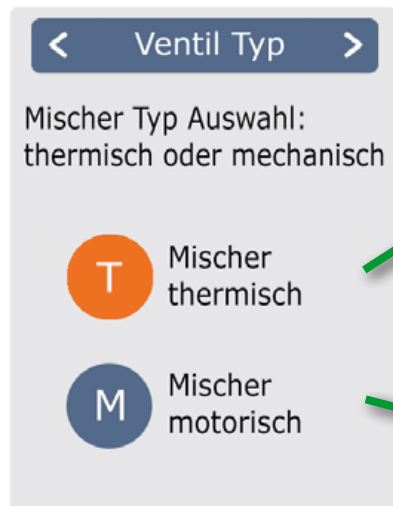 < Ventil Typ >
Mischer Typ Auswahl:
thermisch oder mechanisch
T
Mischer
thermisch
M
Mischer
motorisch